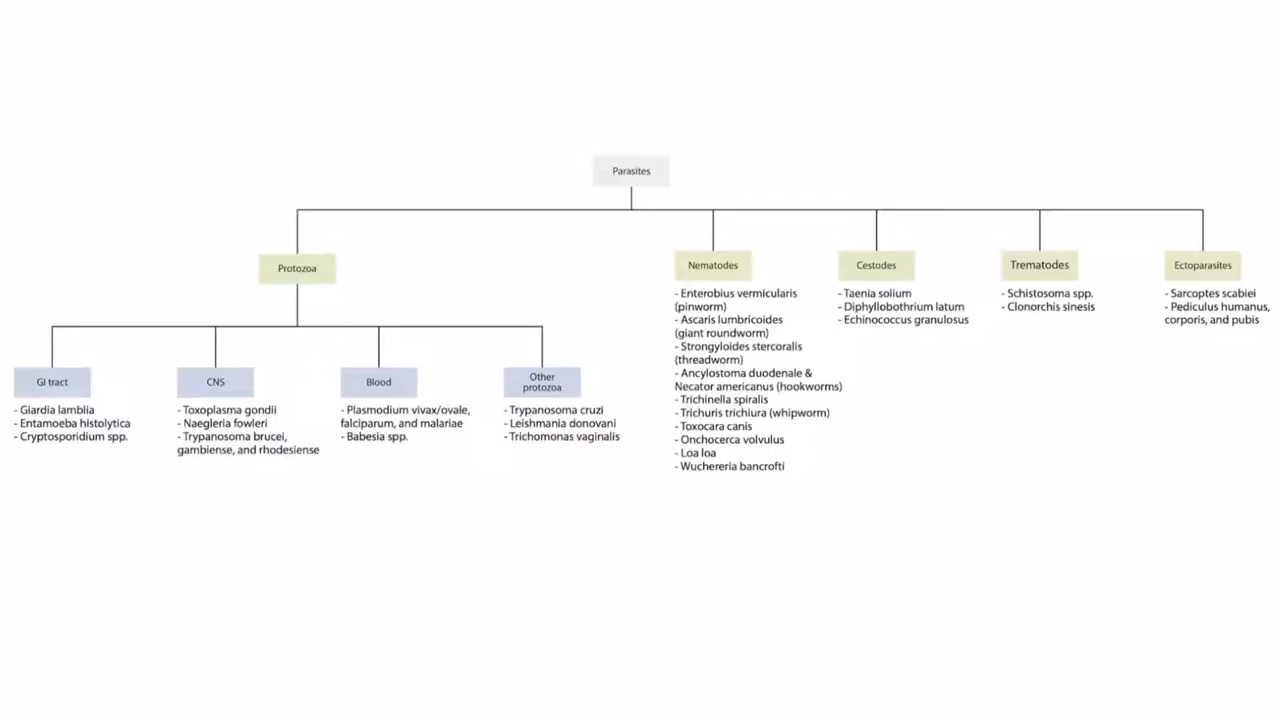 Parasites
Protozoa
GI tract
- Giardia lamblia
- Entamoeba histolytica
- Cryptosporidium spp.
CNS
- Toxoplasma gondii
- Naegleria fowleri
- Trypanosoma brucei,
gambiense, and rhodesiense
Blood
- Plasmodium vivax/ovale,
falciparum, and malariae
- Babesia spp.
Other
protozoa
- Trypanosoma cruzi
- Leishmania donovani
- Trichomonas vaginalis
Nematodes
- Enterobius vermicularis
(pinworm)
- Ascaris lumbricoides
(giant roundworm)
- Strongyloides stercoralis
(threadworm)
- Ancylostoma duodenale &
Necator americanus (hookworms)
- Trichinella spiralis
- Trichuris trichiura (whipworm)
- Toxocara canis
- Onchocerca volvulus
- Loa loa
- Wuchereria bancrofti
Cestodes
- Taenia solium
- Diphyllobothrium latum
- Echinococcus granulosus
Trematodes
- Schistosoma spp.
- Clonorchis sinesis
Ectoparasites
- Sarcoptes scabiei
- Pediculus humanus,
corporis, and pubis